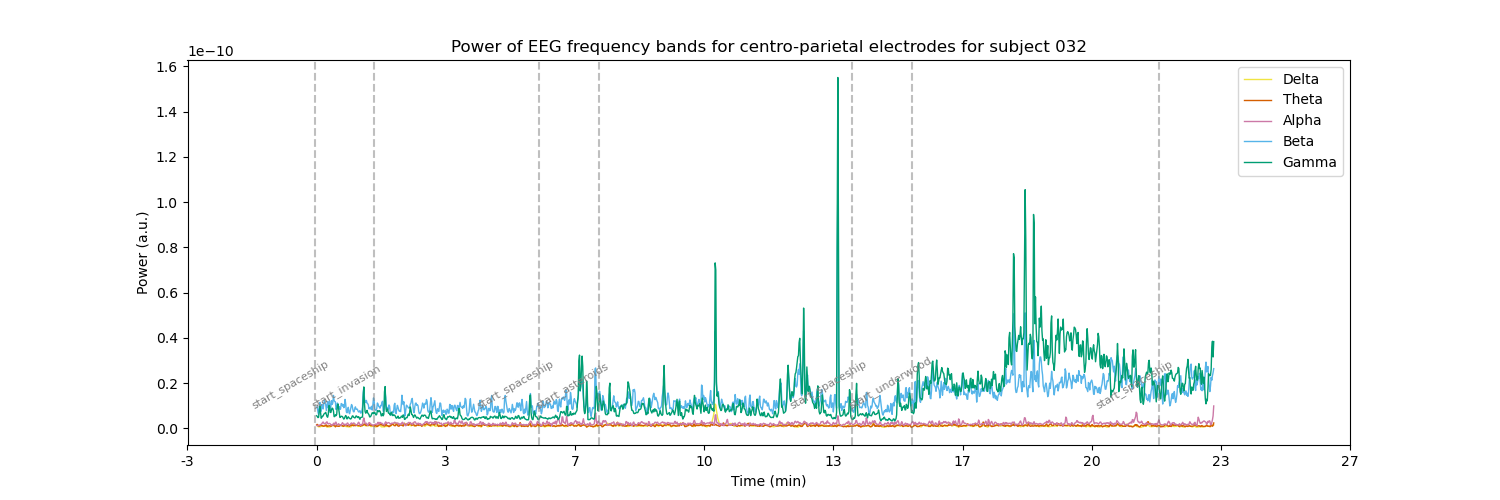 Power of EEG frequency bands for centro-parietal electrodes for subject 032
1e−10
1.6
1.4
1.2
1.0
0.8
0.6
0.4
0.2
0.0
Power (a.u.)
Delta
Theta
Alpha
Beta
Gamma
start_spaceship
start_invasion
start_spaceship
start_asteroids
start_spaceship
start_underwood
start_spaceship
-3
0
3
7
10
13
17
20
23
27
Time (min)